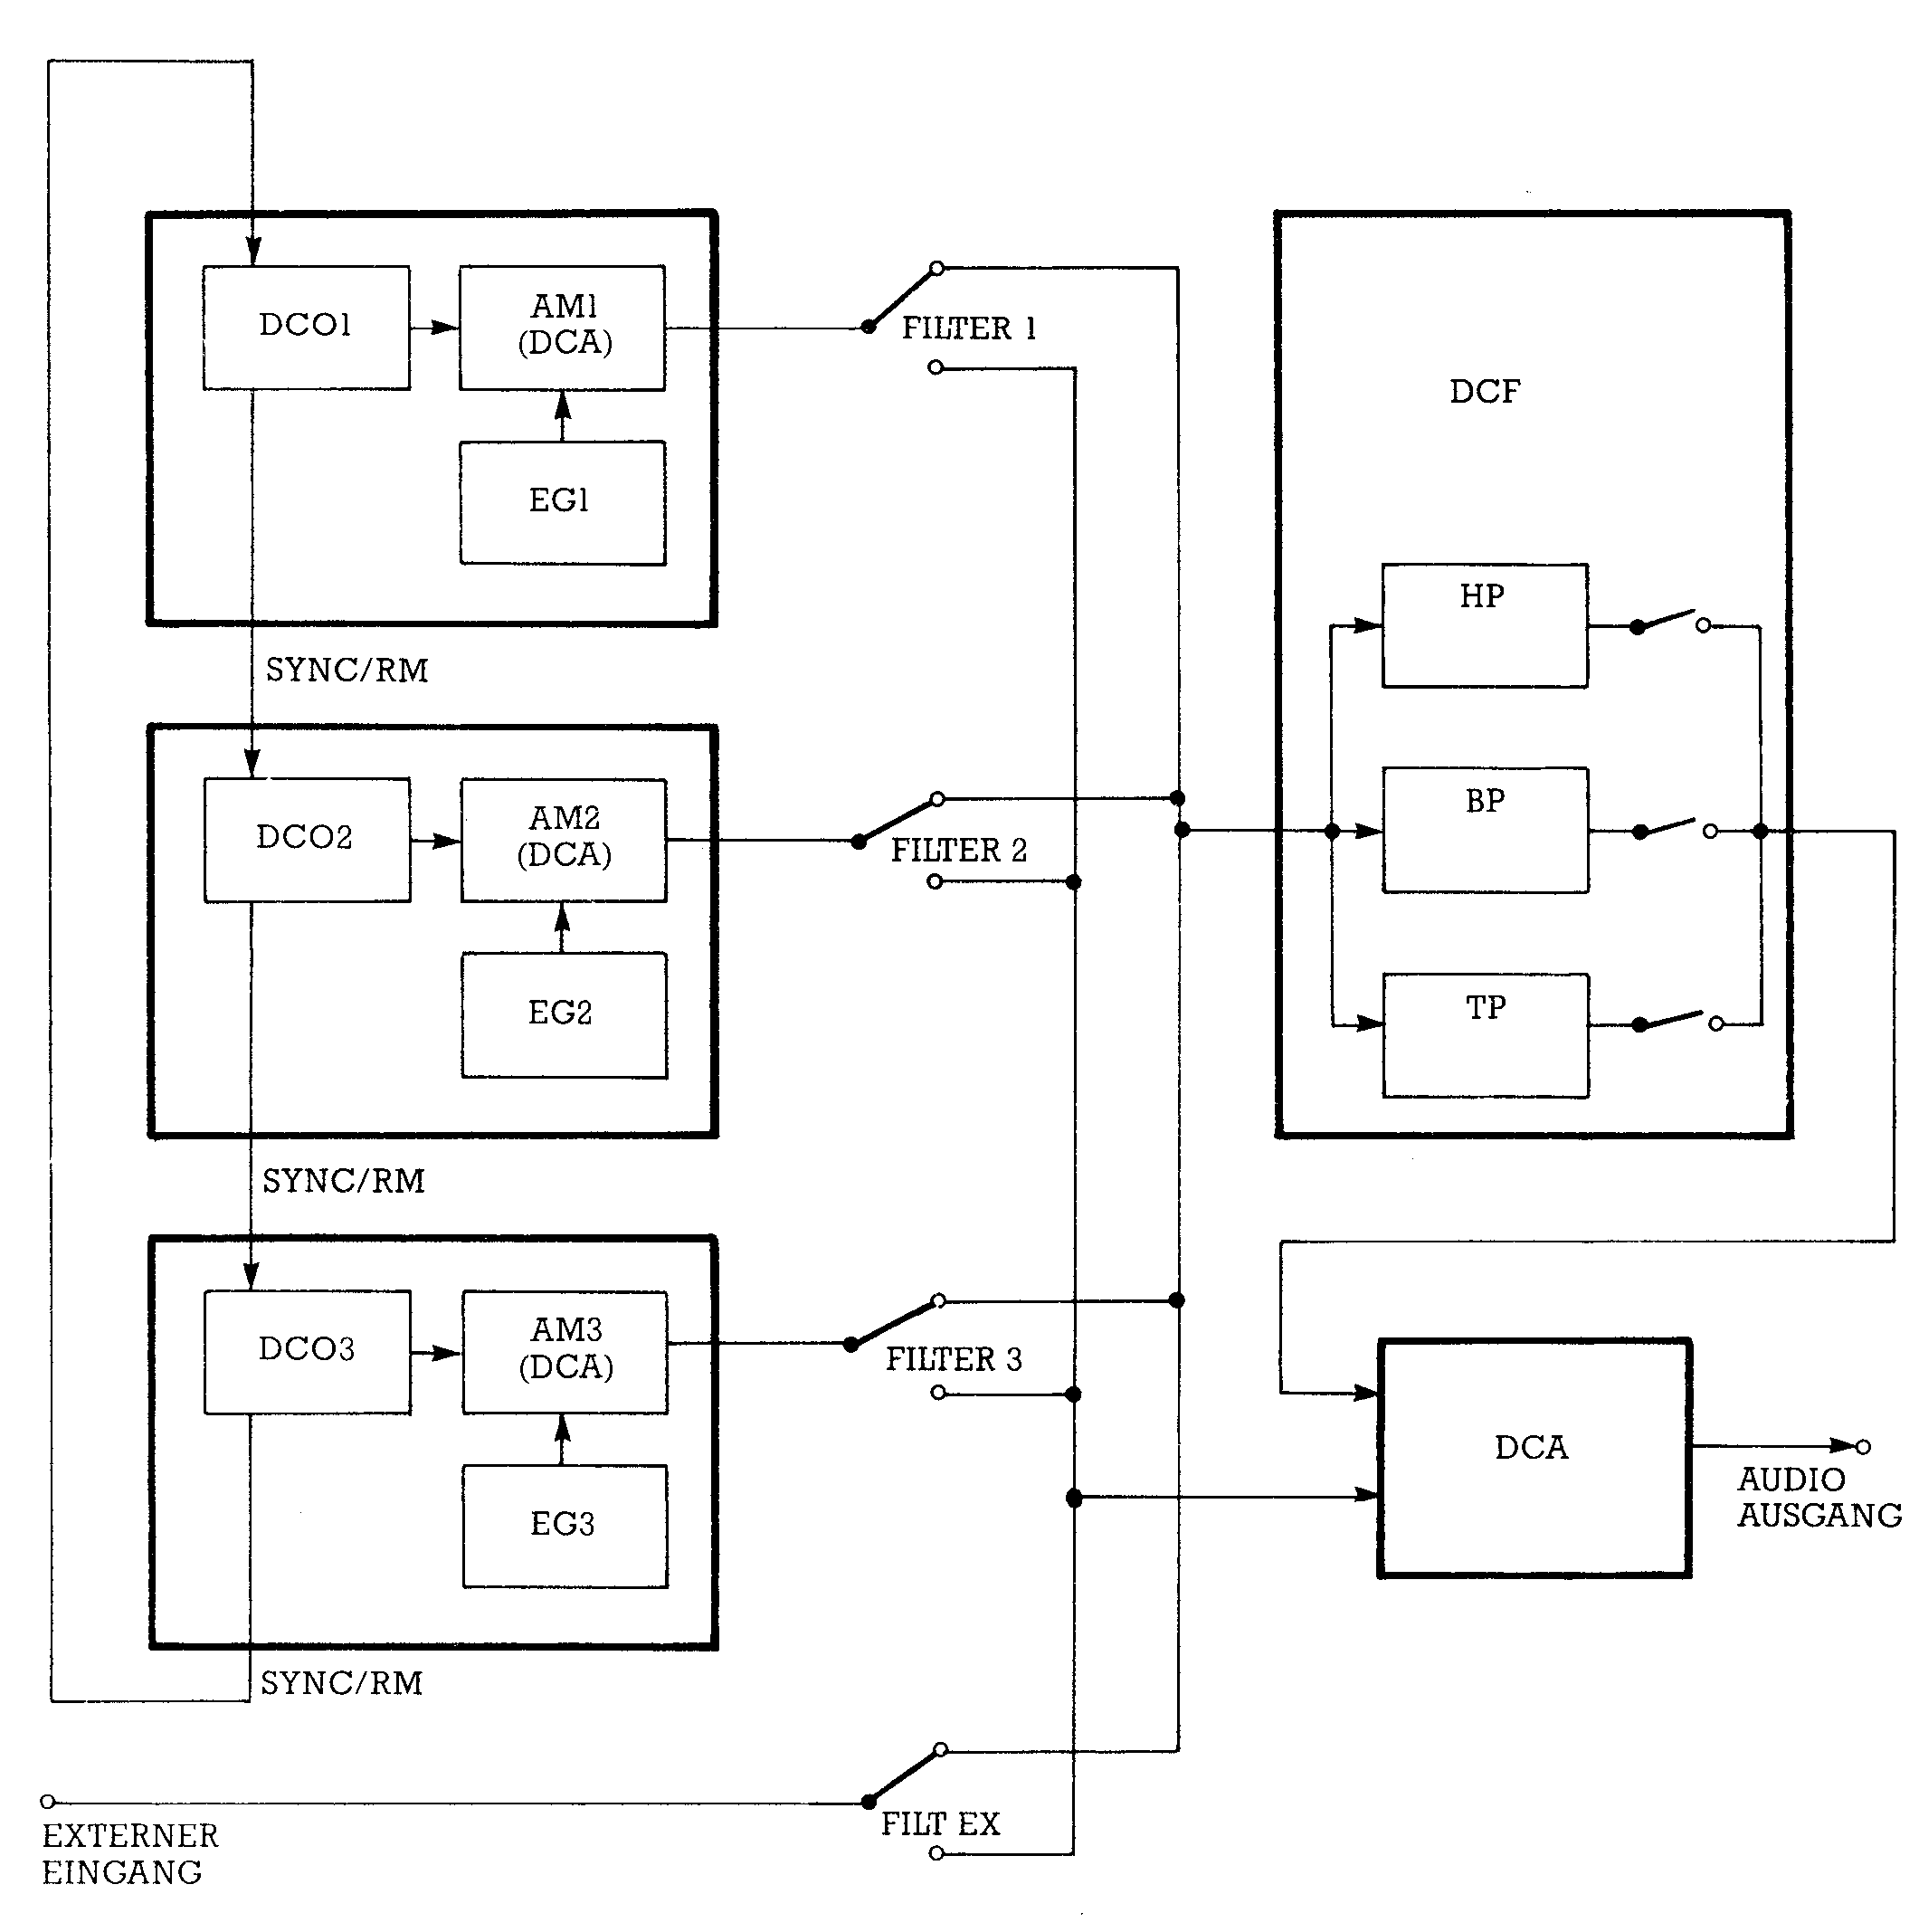 DCO1
AM1
(DCA)
FILTER 1
EG1
DCF
HP
SYNC/RM
DCO2
AM2
(DCA)
FILTER 2
BP
EG2
TP
SYNC/RM
DCO3
AM3
(DCA)
FILTER 3
EG3
DCA
AUDIO
AUSGANG
SYNC/RM
FILT EX
EXTERNER
EINGANG